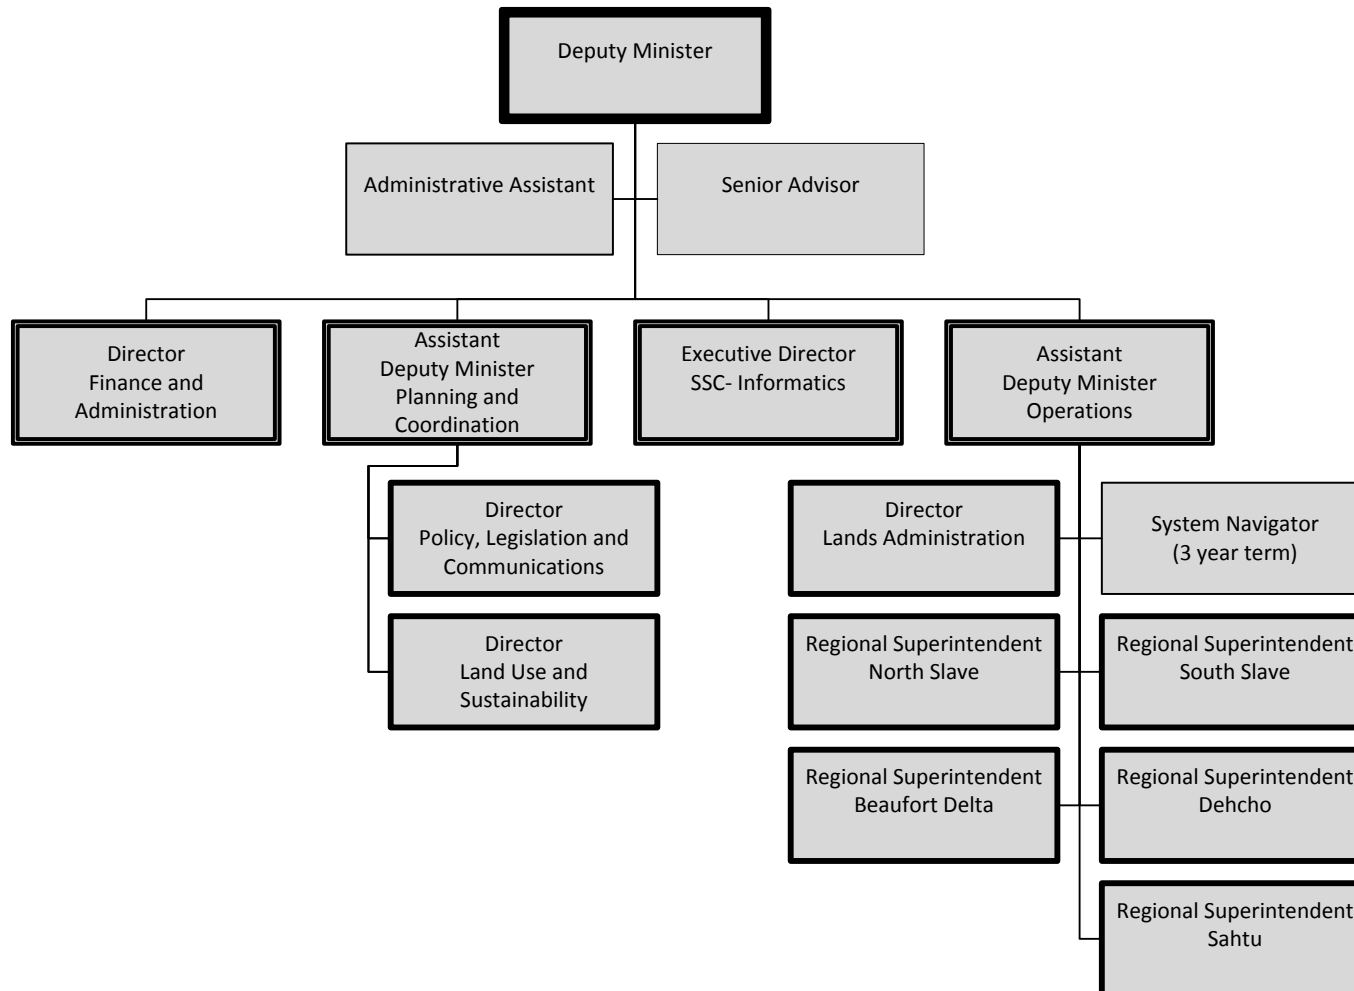 Deputy Minister
Administrative Assistant
Senior Advisor
Director
Finance and
Administration
Assistant
Deputy Minister
Planning and
Coordination
Executive Director
SSC- Informatics
Assistant
Deputy Minister
Operations
Director
Policy, Legislation and
Communications
Director
Land Use and
Sustainability
Director
Lands Administration
System Navigator
(3 year term)
Regional Superintendent
North Slave
Regional Superintendent
South Slave
Regional Superintendent
Beaufort Delta
Regional Superintendent
Dehcho
Regional Superintendent
Sahtu